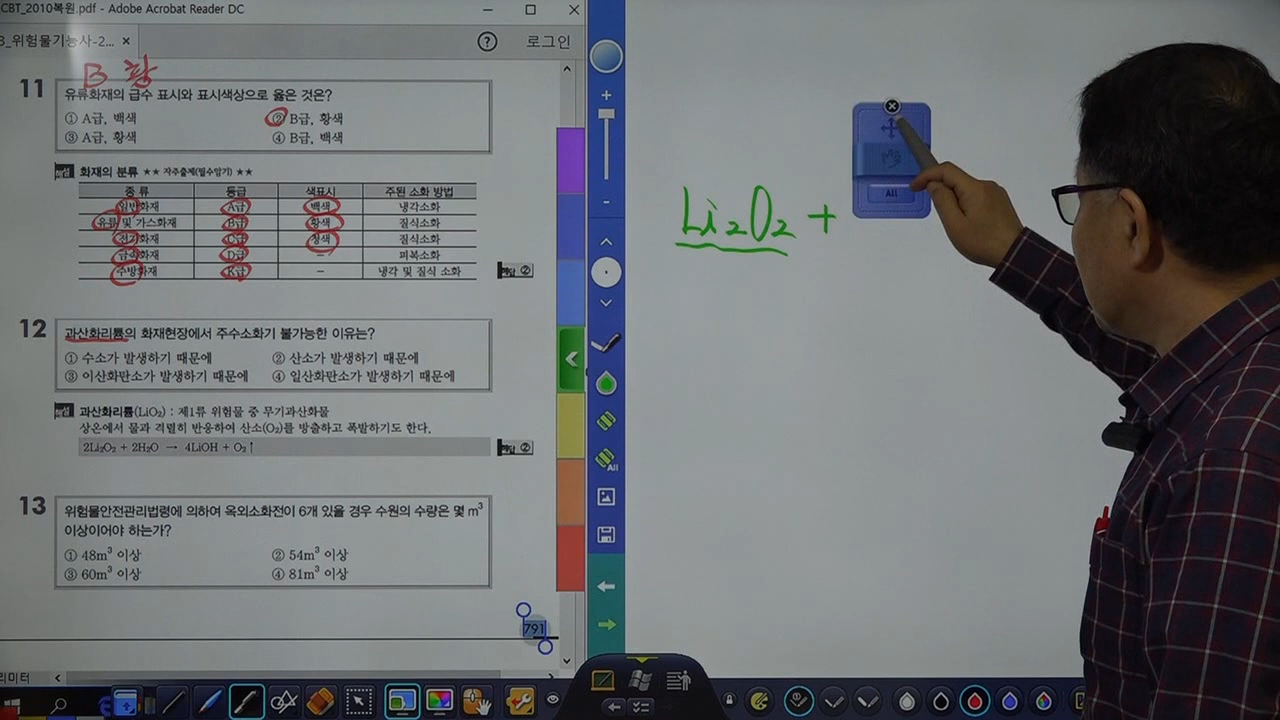 CBT_2010복원.pdf - Adobe Acrobat Reader DC
3_위험물기능사-2... ×
로그인
B 황
11 유류화재의 급수 표시와 표시색상으로 옳은 것은?
① A급, 백색 ② B급, 황색
③ A급, 황색 ④ B급, 백색
해설 화재의 분류 ★★ 자주출제(필수암기) ★★
종 류 등급 색표시 주된 소화 방법
일반화재 A급 백색 냉각소화
유류 및 가스화재 B급 황색 질식소화
전기화재 C급 청색 질식소화
금속화재 D급 – 피복소화
주방화재 K급 – 냉각 및 질식 소화
②
12 과산화리튬의 화재현장에서 주수소화기 불가능한 이유는?
① 수소가 발생하기 때문에 ② 산소가 발생하기 때문에
③ 이산화탄소가 발생하기 때문에 ④ 일산화탄소가 발생하기 때문에
해설 과산화리튬(LiO₂) : 제1류 위험물 중 무기과산화물
상온에서 물과 격렬히 반응하여 산소(O₂)를 방출하고 폭발하기도 한다.
2Li₂O₂ + 2H₂O → 4LiOH + O₂↑
②
13 위험물안전관리법령에 의하여 옥외소화전이 6개 있을 경우 수원의 수량은 몇 m³
이상이어야 하는가?
① 48m³ 이상 ② 54m³ 이상
③ 60m³ 이상 ④ 81m³ 이상
791
리미터
All
Li₂O₂ +
All